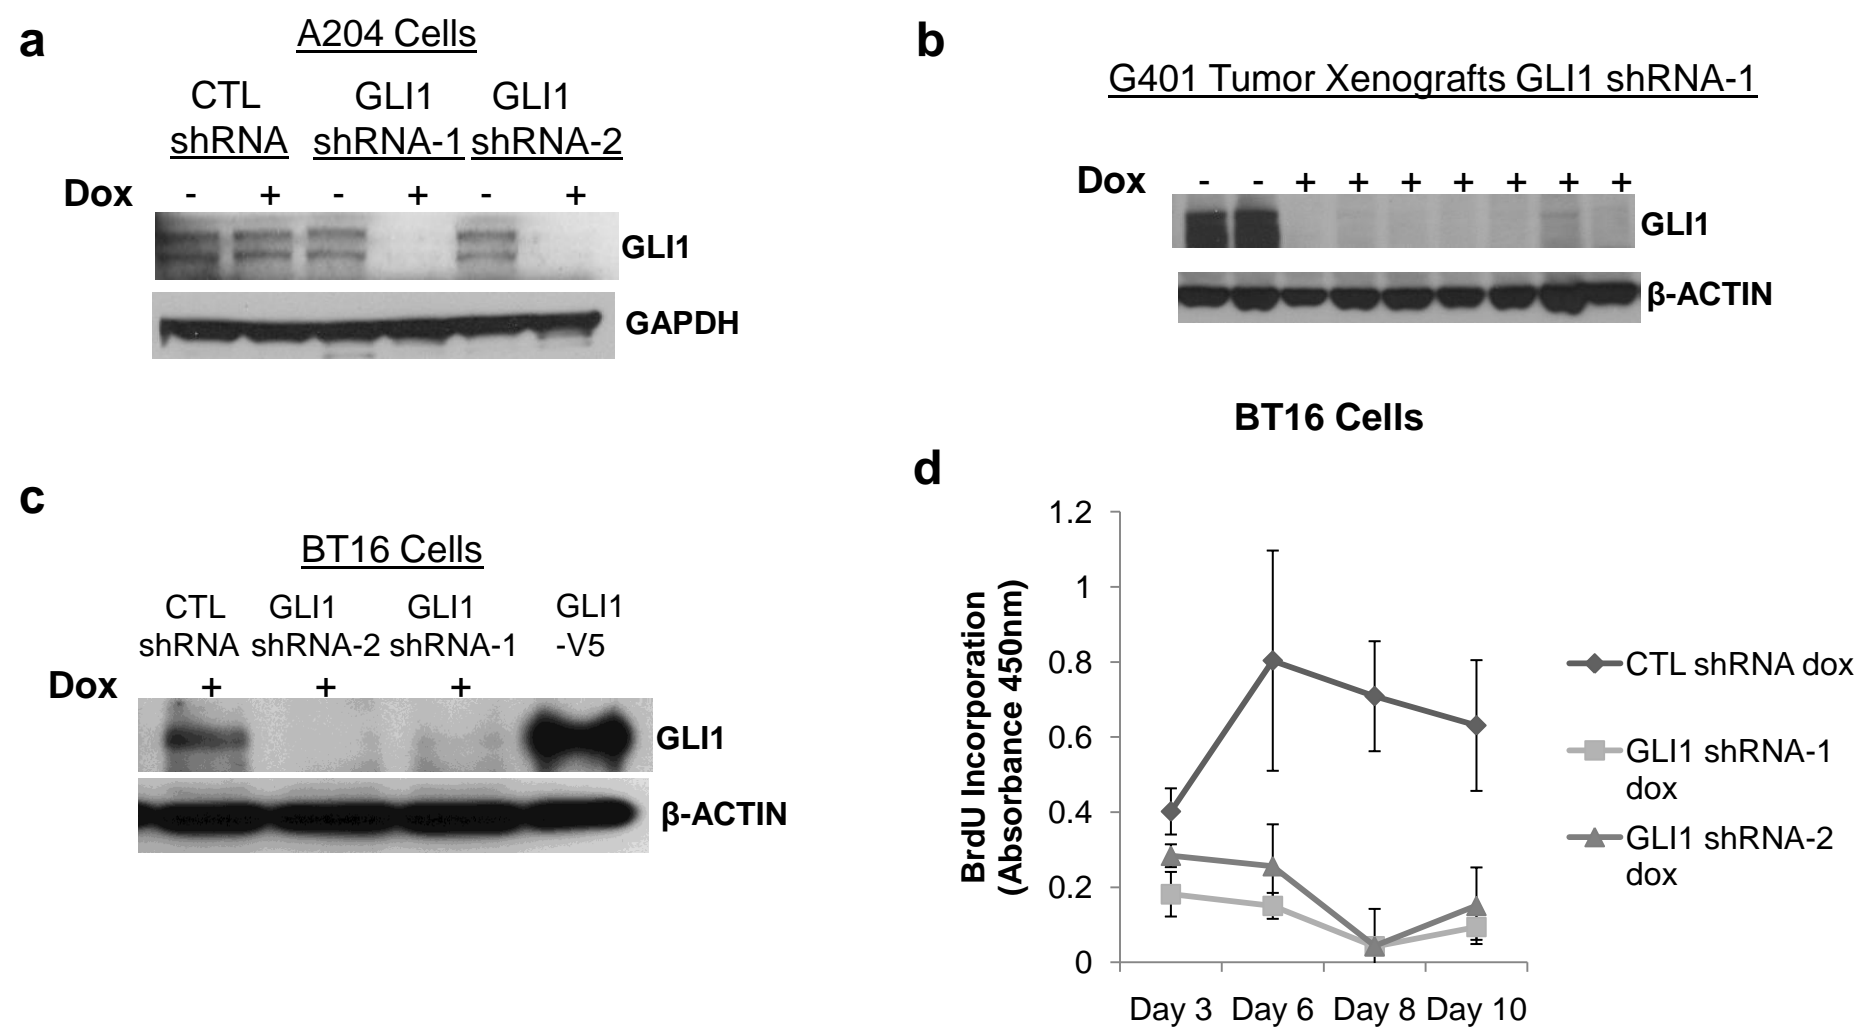 a
A204 Cells
CTL GLI1 GLI1
shRNA shRNA-1 shRNA-2
Dox - + - + - +
GLI1
GAPDH
b
G401 Tumor Xenografts GLI1 shRNA-1
Dox - - + + + + + + +
GLI1
β-ACTIN
c
BT16 Cells
CTL GLI1 GLI1 GLI1
shRNA shRNA-2 shRNA-1 -V5
Dox + + +
GLI1
β-ACTIN
BT16 Cells
d
BrdU Incorporation
(Absorbance 450nm)
1.2
1
0.8
0.6
0.4
0.2
0
Day 3 Day 6 Day 8 Day 10
CTL shRNA dox
GLI1 shRNA-1
dox
GLI1 shRNA-2
dox